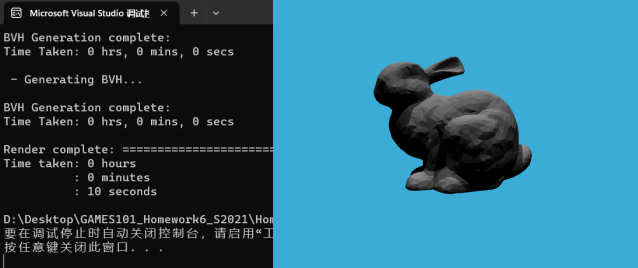 Microsoft Visual Studio 调试控
BVH Generation complete:
Time Taken: 0 hrs, 0 mins, 0 secs
- Generating BVH...
BVH Generation complete:
Time Taken: 0 hrs, 0 mins, 0 secs
Render complete: ======================
Time taken: 0 hours
: 0 minutes
: 10 seconds
D:\Desktop\GAMES101_Homework6_S2021\Hom
要在调试停止时自动关闭控制台，请启用“工
按任意键关闭此窗口. . .